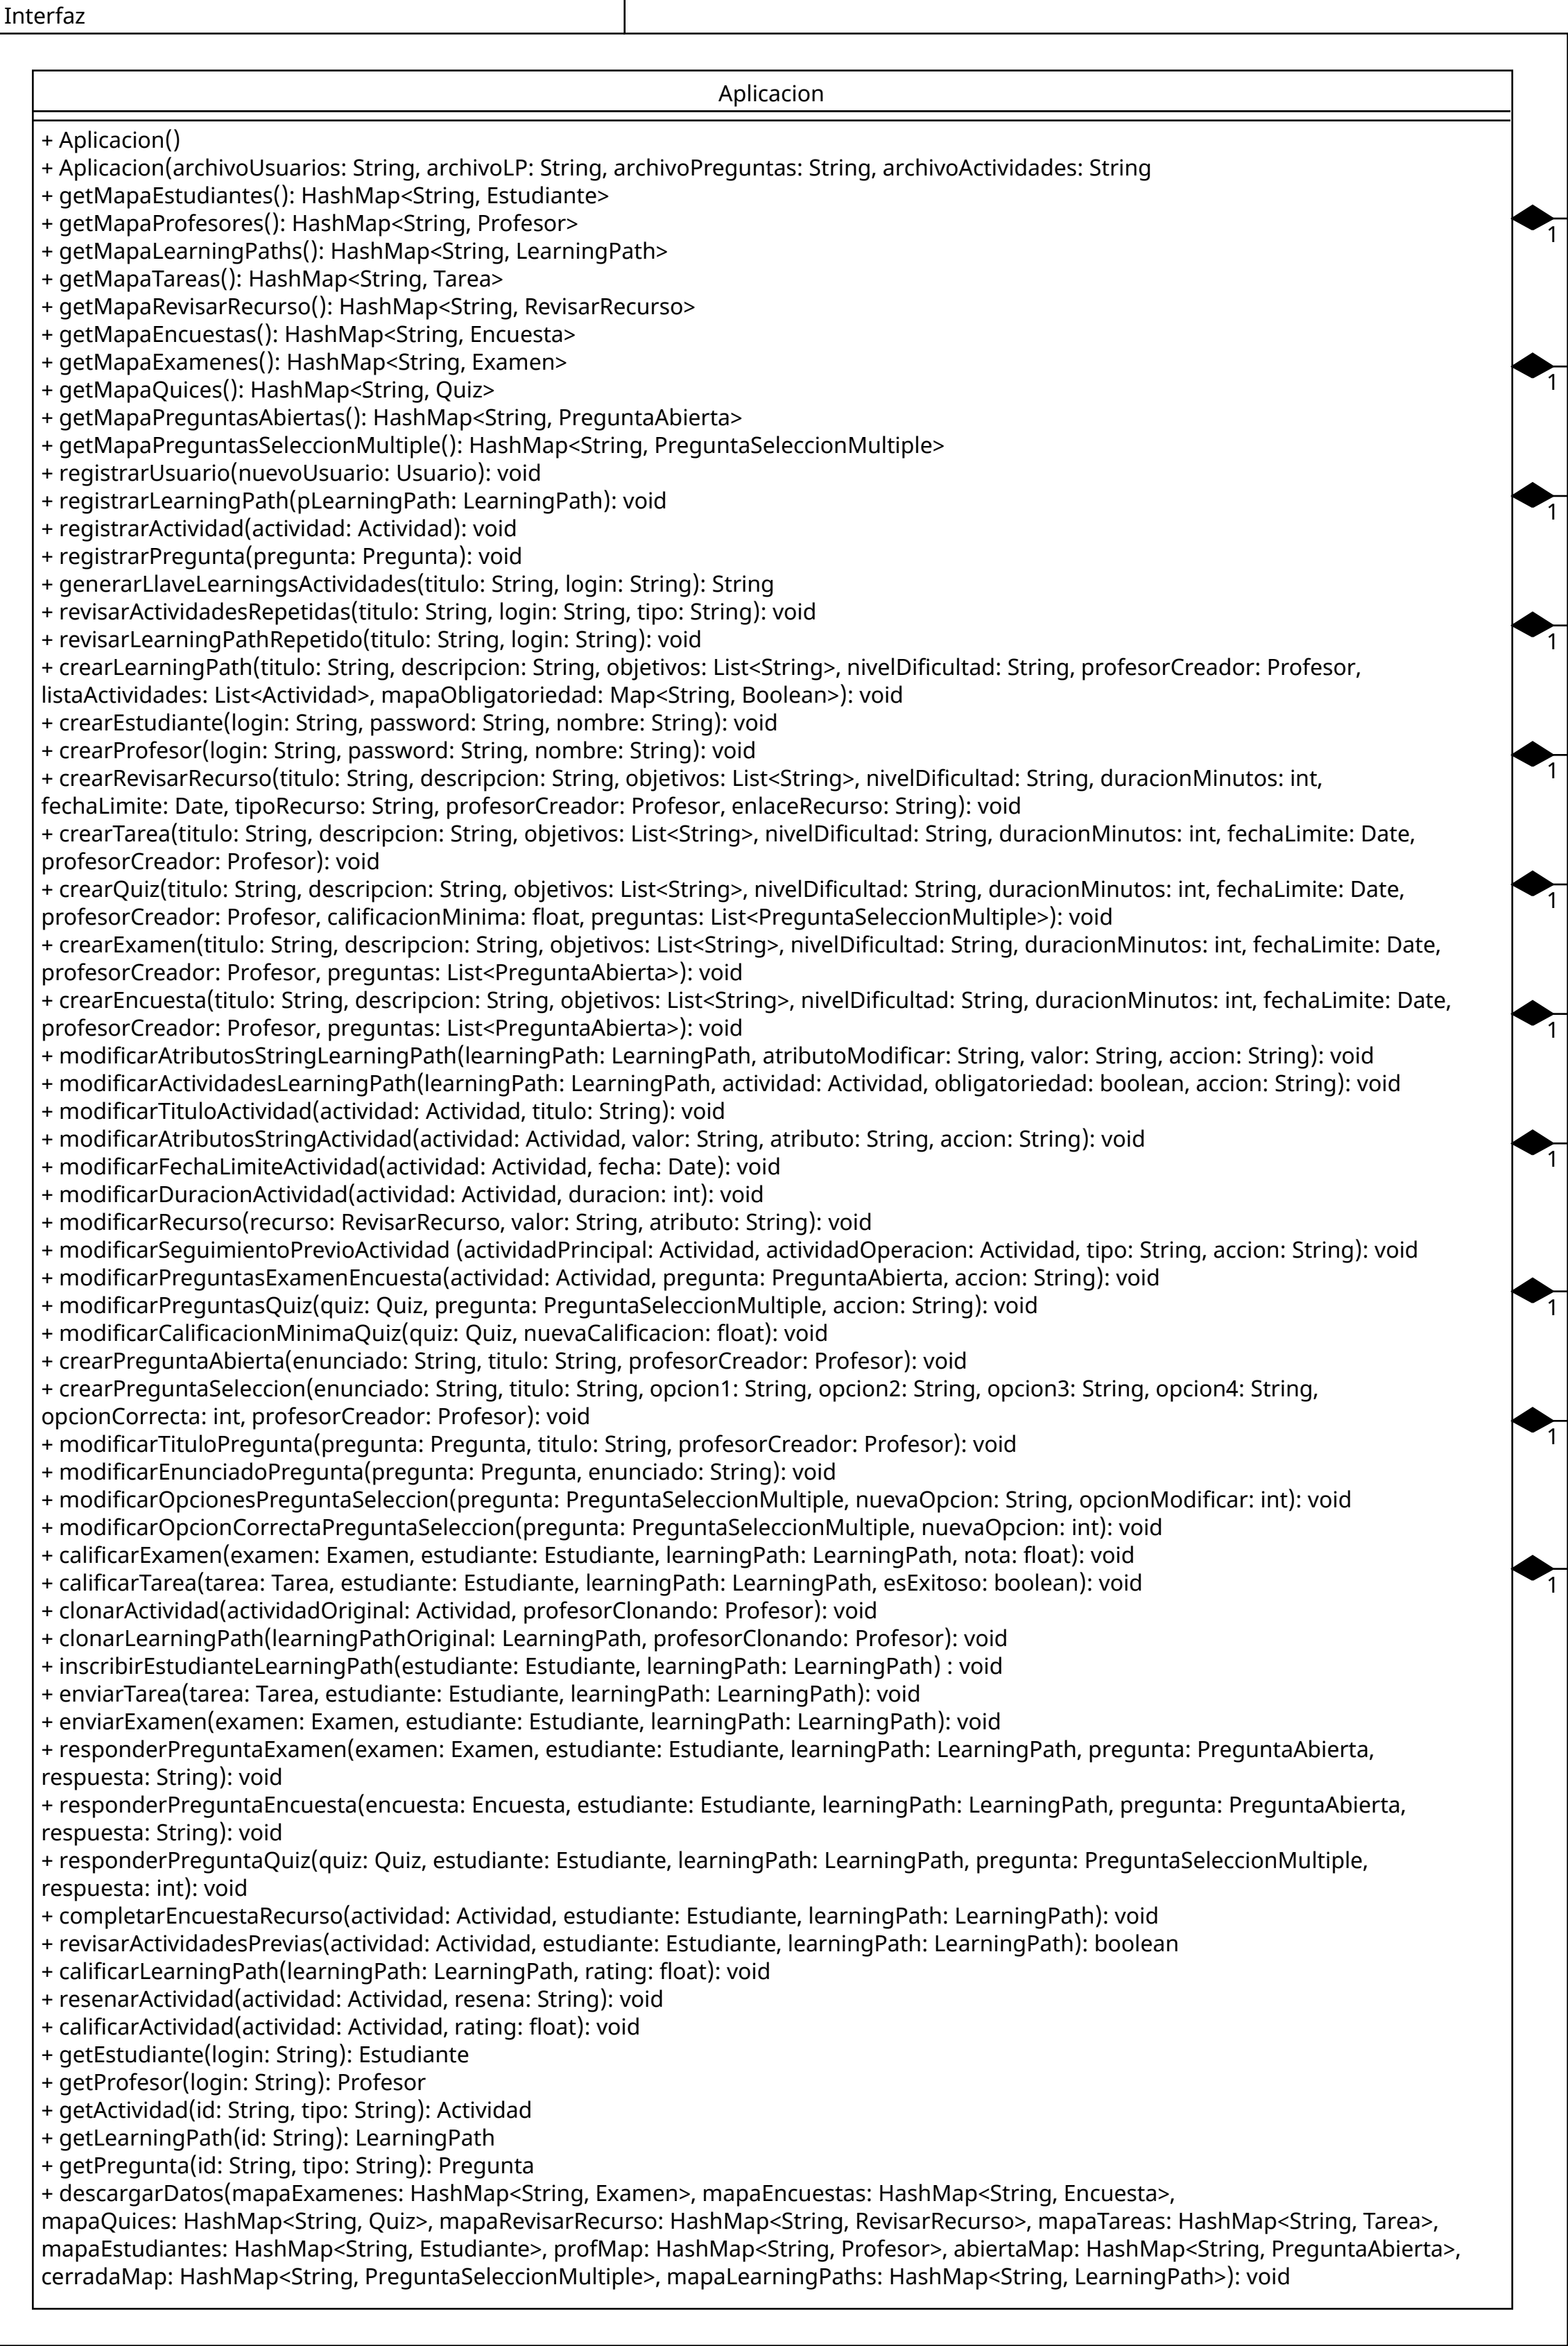 Interfaz
Aplicacion
+ Aplicacion()
+ Aplicacion(archivoUsuarios: String, archivoLP: String, archivoPreguntas: String, archivoActividades: String
+ getMapaEstudiantes(): HashMap<String, Estudiante>
+ getMapaProfesores(): HashMap<String, Profesor>
1
+ getMapaLearningPaths(): HashMap<String, LearningPath>
+ getMapaTareas(): HashMap<String, Tarea>
+ getMapaRevisarRecurso(): HashMap<String, RevisarRecurso>
+ getMapaEncuestas(): HashMap<String, Encuesta>
+ getMapaExamenes(): HashMap<String, Examen>
1
+ getMapaQuices(): HashMap<String, Quiz>
+ getMapaPreguntasAbiertas(): HashMap<String, PreguntaAbierta>
+ getMapaPreguntasSeleccionMultiple(): HashMap<String, PreguntaSeleccionMultiple>
+ registrarUsuario(nuevoUsuario: Usuario): void
+ registrarLearningPath(pLearningPath: LearningPath): void
1
+ registrarActividad(actividad: Actividad): void
+ registrarPregunta(pregunta: Pregunta): void
+ generarLlaveLearningsActividades(titulo: String, login: String): String
+ revisarActividadesRepetidas(titulo: String, login: String, tipo: String): void
+ revisarLearningPathRepetido(titulo: String, login: String): void
1
+ crearLearningPath(titulo: String, descripcion: String, objetivos: List<String>, nivelDificultad: String, profesorCreador: Profesor,
listaActividades: List<Actividad>, mapaObligatoriedad: Map<String, Boolean>): void
+ crearEstudiante(login: String, password: String, nombre: String): void
+ crearProfesor(login: String, password: String, nombre: String): void
1
+ crearRevisarRecurso(titulo: String, descripcion: String, objetivos: List<String>, nivelDificultad: String, duracionMinutos: int,
fechaLimite: Date, tipoRecurso: String, profesorCreador: Profesor, enlaceRecurso: String): void
+ crearTarea(titulo: String, descripcion: String, objetivos: List<String>, nivelDificultad: String, duracionMinutos: int, fechaLimite: Date,
profesorCreador: Profesor): void
+ crearQuiz(titulo: String, descripcion: String, objetivos: List<String>, nivelDificultad: String, duracionMinutos: int, fechaLimite: Date,
1
profesorCreador: Profesor, calificacionMinima: float, preguntas: List<PreguntaSeleccionMultiple>): void
+ crearExamen(titulo: String, descripcion: String, objetivos: List<String>, nivelDificultad: String, duracionMinutos: int, fechaLimite: Date,
profesorCreador: Profesor, preguntas: List<PreguntaAbierta>): void
+ crearEncuesta(titulo: String, descripcion: String, objetivos: List<String>, nivelDificultad: String, duracionMinutos: int, fechaLimite: Date,
profesorCreador: Profesor, preguntas: List<PreguntaAbierta>): void
1
+ modificarAtributosStringLearningPath(learningPath: LearningPath, atributoModificar: String, valor: String, accion: String): void
+ modificarActividadesLearningPath(learningPath: LearningPath, actividad: Actividad, obligatoriedad: boolean, accion: String): void
+ modificarTituloActividad(actividad: Actividad, titulo: String): void
+ modificarAtributosStringActividad(actividad: Actividad, valor: String, atributo: String, accion: String): void
1
+ modificarFechaLimiteActividad(actividad: Actividad, fecha: Date): void
+ modificarDuracionActividad(actividad: Actividad, duracion: int): void
+ modificarRecurso(recurso: RevisarRecurso, valor: String, atributo: String): void
+ modificarSeguimientoPrevioActividad (actividadPrincipal: Actividad, actividadOperacion: Actividad, tipo: String, accion: String): void
+ modificarPreguntasExamenEncuesta(actividad: Actividad, pregunta: PreguntaAbierta, accion: String): void
+ modificarPreguntasQuiz(quiz: Quiz, pregunta: PreguntaSeleccionMultiple, accion: String): void
1
+ modificarCalificacionMinimaQuiz(quiz: Quiz, nuevaCalificacion: float): void
+ crearPreguntaAbierta(enunciado: String, titulo: String, profesorCreador: Profesor): void
+ crearPreguntaSeleccion(enunciado: String, titulo: String, opcion1: String, opcion2: String, opcion3: String, opcion4: String,
opcionCorrecta: int, profesorCreador: Profesor): void
1
+ modificarTituloPregunta(pregunta: Pregunta, titulo: String, profesorCreador: Profesor): void
+ modificarEnunciadoPregunta(pregunta: Pregunta, enunciado: String): void
+ modificarOpcionesPreguntaSeleccion(pregunta: PreguntaSeleccionMultiple, nuevaOpcion: String, opcionModificar: int): void
+ modificarOpcionCorrectaPreguntaSeleccion(pregunta: PreguntaSeleccionMultiple, nuevaOpcion: int): void
+ calificarExamen(examen: Examen, estudiante: Estudiante, learningPath: LearningPath, nota: float): void
+ calificarTarea(tarea: Tarea, estudiante: Estudiante, learningPath: LearningPath, esExitoso: boolean): void
1
+ clonarActividad(actividadOriginal: Actividad, profesorClonando: Profesor): void
+ clonarLearningPath(learningPathOriginal: LearningPath, profesorClonando: Profesor): void
+ inscribirEstudianteLearningPath(estudiante: Estudiante, learningPath: LearningPath) : void
+ enviarTarea(tarea: Tarea, estudiante: Estudiante, learningPath: LearningPath): void
+ enviarExamen(examen: Examen, estudiante: Estudiante, learningPath: LearningPath): void
+ responderPreguntaExamen(examen: Examen, estudiante: Estudiante, learningPath: LearningPath, pregunta: PreguntaAbierta,
respuesta: String): void
+ responderPreguntaEncuesta(encuesta: Encuesta, estudiante: Estudiante, learningPath: LearningPath, pregunta: PreguntaAbierta,
respuesta: String): void
+ responderPreguntaQuiz(quiz: Quiz, estudiante: Estudiante, learningPath: LearningPath, pregunta: PreguntaSeleccionMultiple,
respuesta: int): void
+ completarEncuestaRecurso(actividad: Actividad, estudiante: Estudiante, learningPath: LearningPath): void
+ revisarActividadesPrevias(actividad: Actividad, estudiante: Estudiante, learningPath: LearningPath): boolean
+ calificarLearningPath(learningPath: LearningPath, rating: float): void
+ resenarActividad(actividad: Actividad, resena: String): void
+ calificarActividad(actividad: Actividad, rating: float): void
+ getEstudiante(login: String): Estudiante
+ getProfesor(login: String): Profesor
+ getActividad(id: String, tipo: String): Actividad
+ getLearningPath(id: String): LearningPath
+ getPregunta(id: String, tipo: String): Pregunta
+ descargarDatos(mapaExamenes: HashMap<String, Examen>, mapaEncuestas: HashMap<String, Encuesta>,
mapaQuices: HashMap<String, Quiz>, mapaRevisarRecurso: HashMap<String, RevisarRecurso>, mapaTareas: HashMap<String, Tarea>,
mapaEstudiantes: HashMap<String, Estudiante>, profMap: HashMap<String, Profesor>, abiertaMap: HashMap<String, PreguntaAbierta>,
cerradaMap: HashMap<String, PreguntaSeleccionMultiple>, mapaLearningPaths: HashMap<String, LearningPath>): void